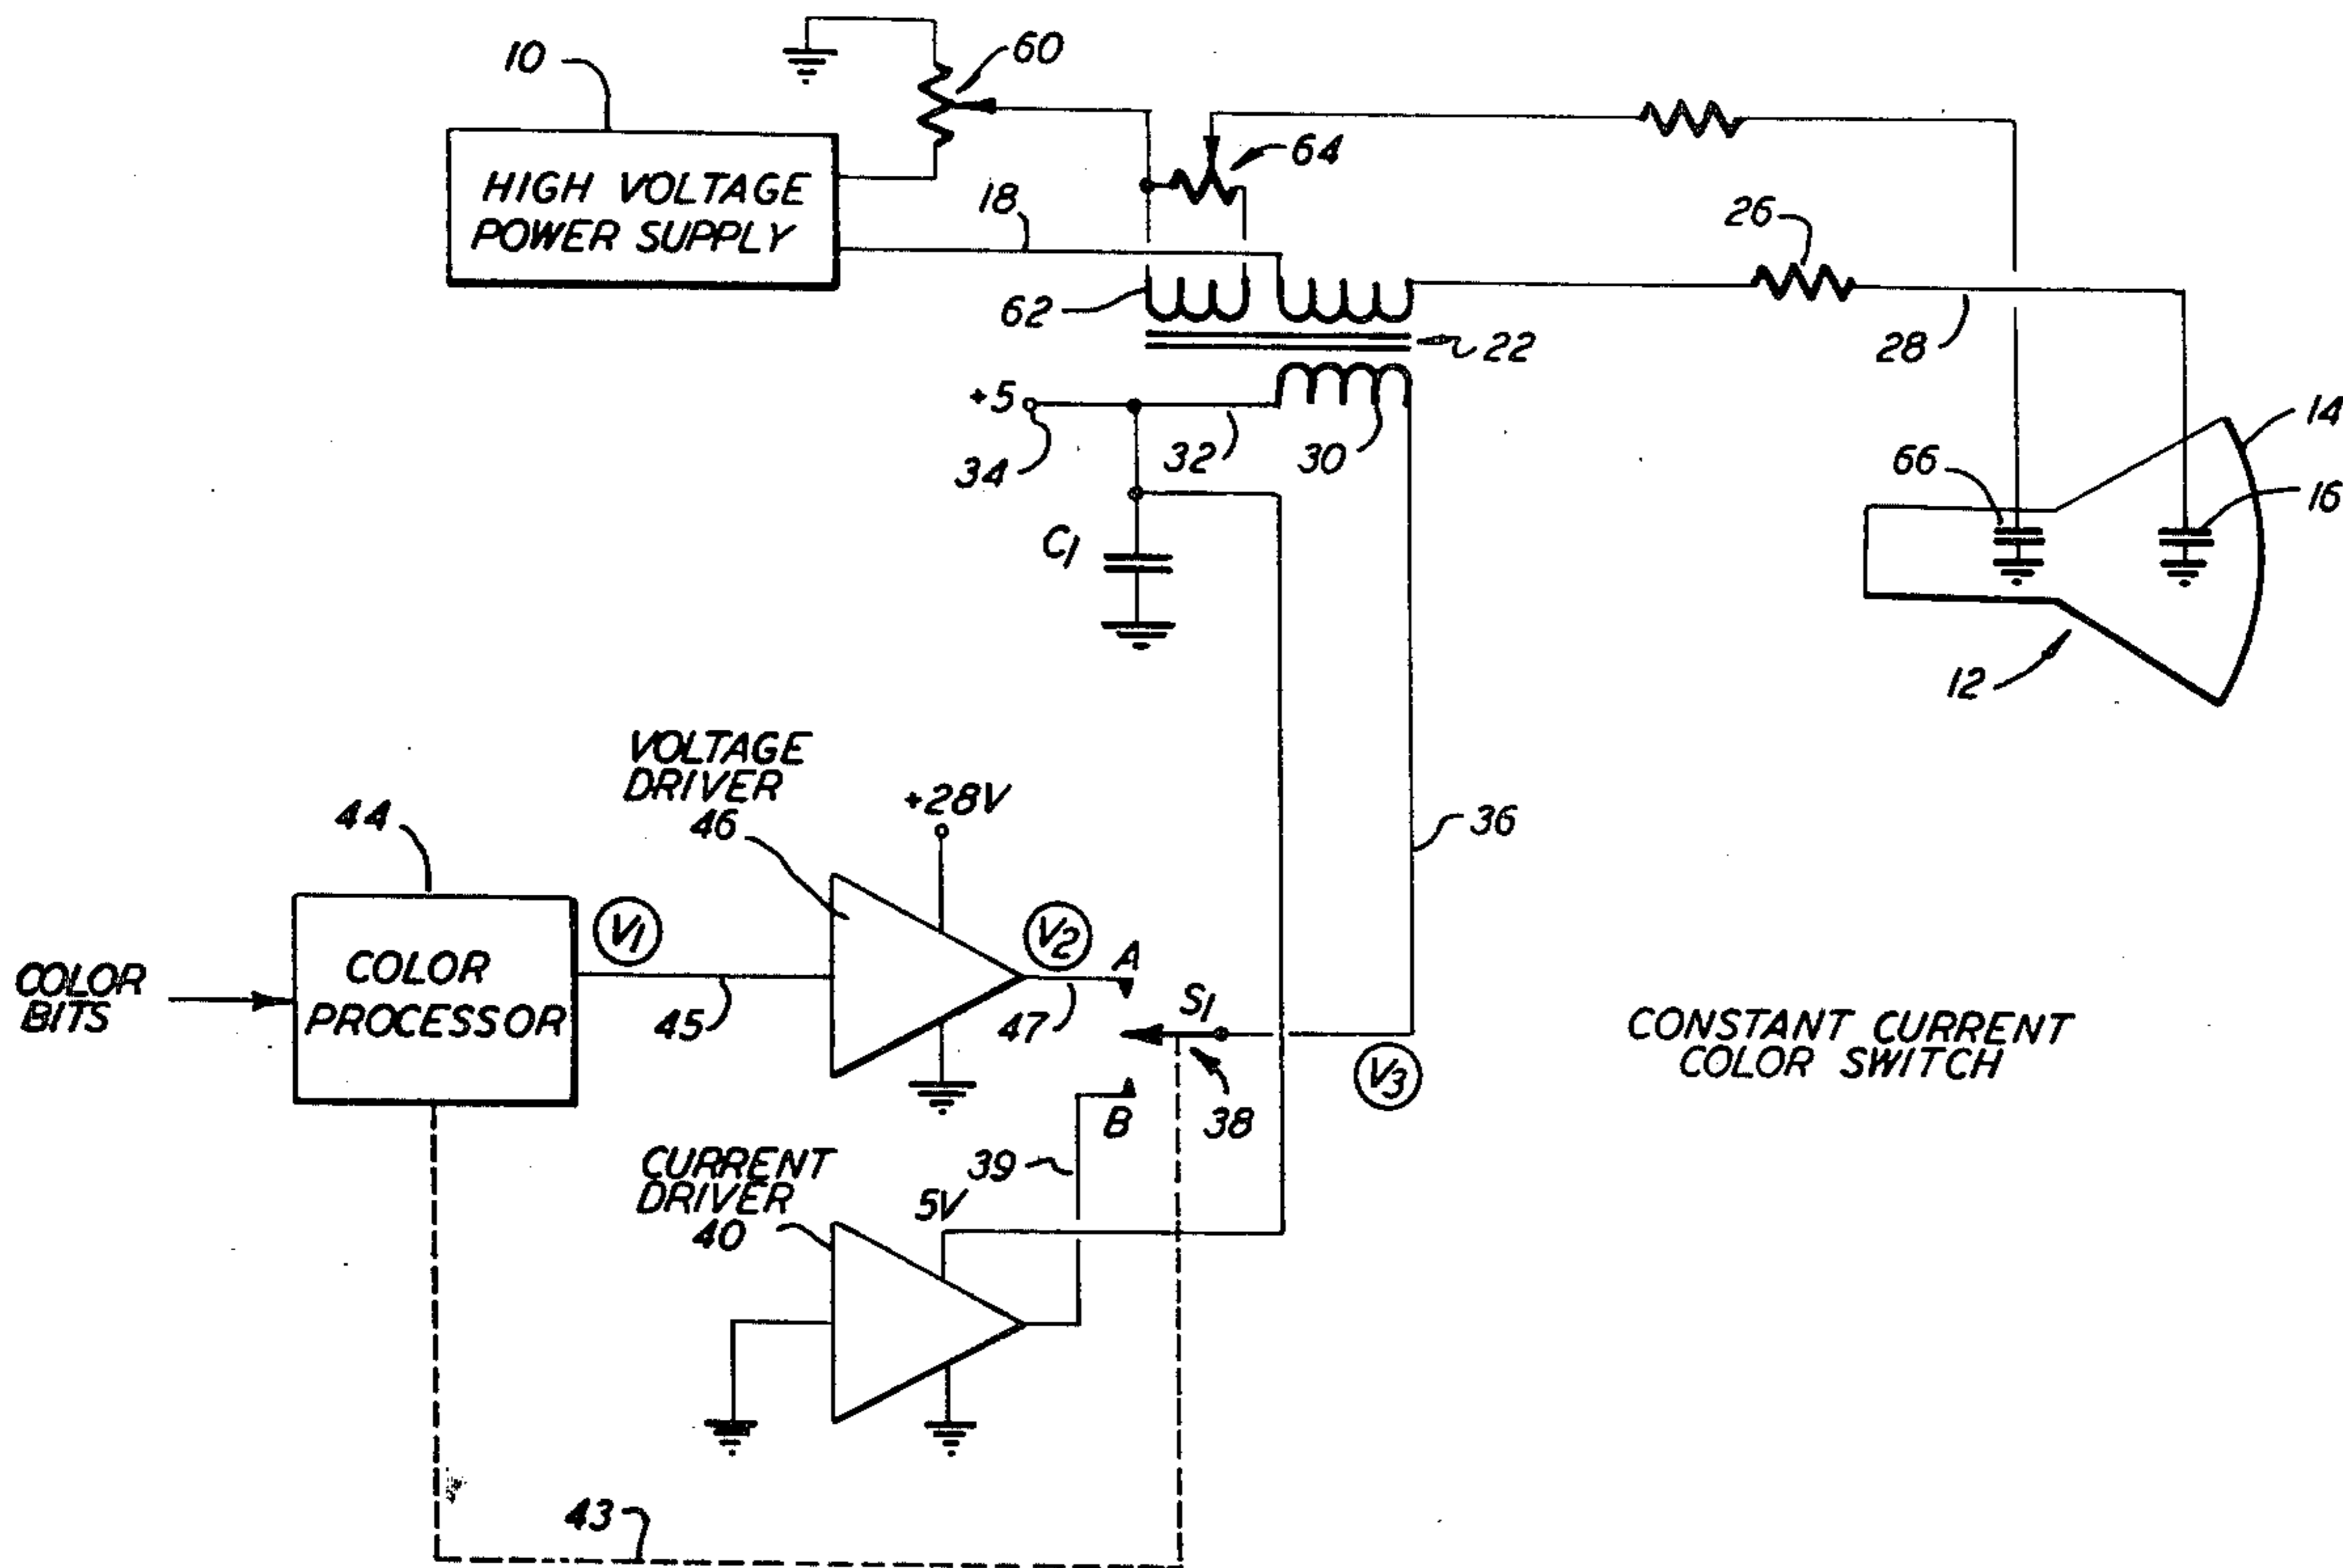 10
60
HIGH VOLTAGE
POWER SUPPLY
18
64
26
62
22
28
+5
34
32
30
14
66
16
C1
12
VOLTAGE
DRIVER
46
+28V
44
36
V1
V2
A
COLOR
BITS
COLOR
PROCESSOR
45
47
S1
CONSTANT CURRENT
COLOR SWITCH
V3
B
38
39
CURRENT
DRIVER
40
5V
43